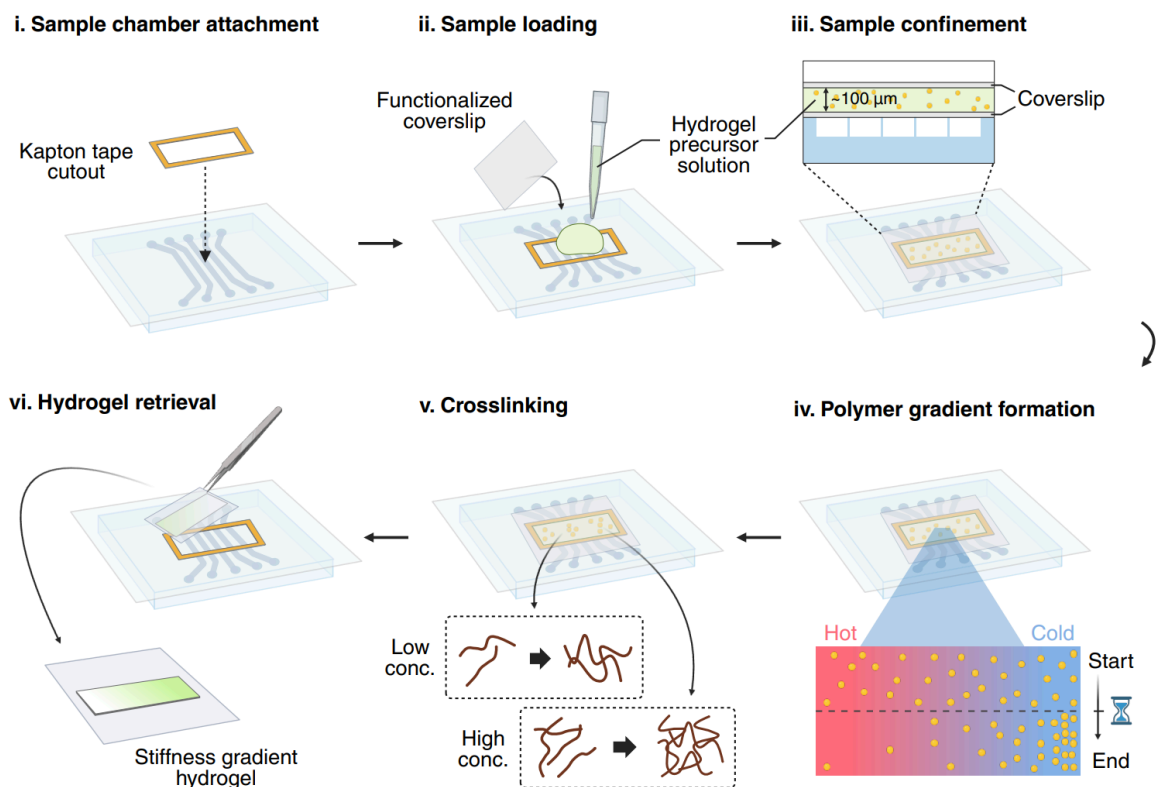 i. Sample chamber attachment
Kapton tape
cutout
ii. Sample loading
Functionalized
coverslip
Hydrogel
precursor
solution
iii. Sample confinement
~100 μm
Coverslip
iv. Polymer gradient formation
Hot
Cold
Start
End
v. Crosslinking
Low
conc.
High
conc.
vi. Hydrogel retrieval
Stiffness gradient
hydrogel